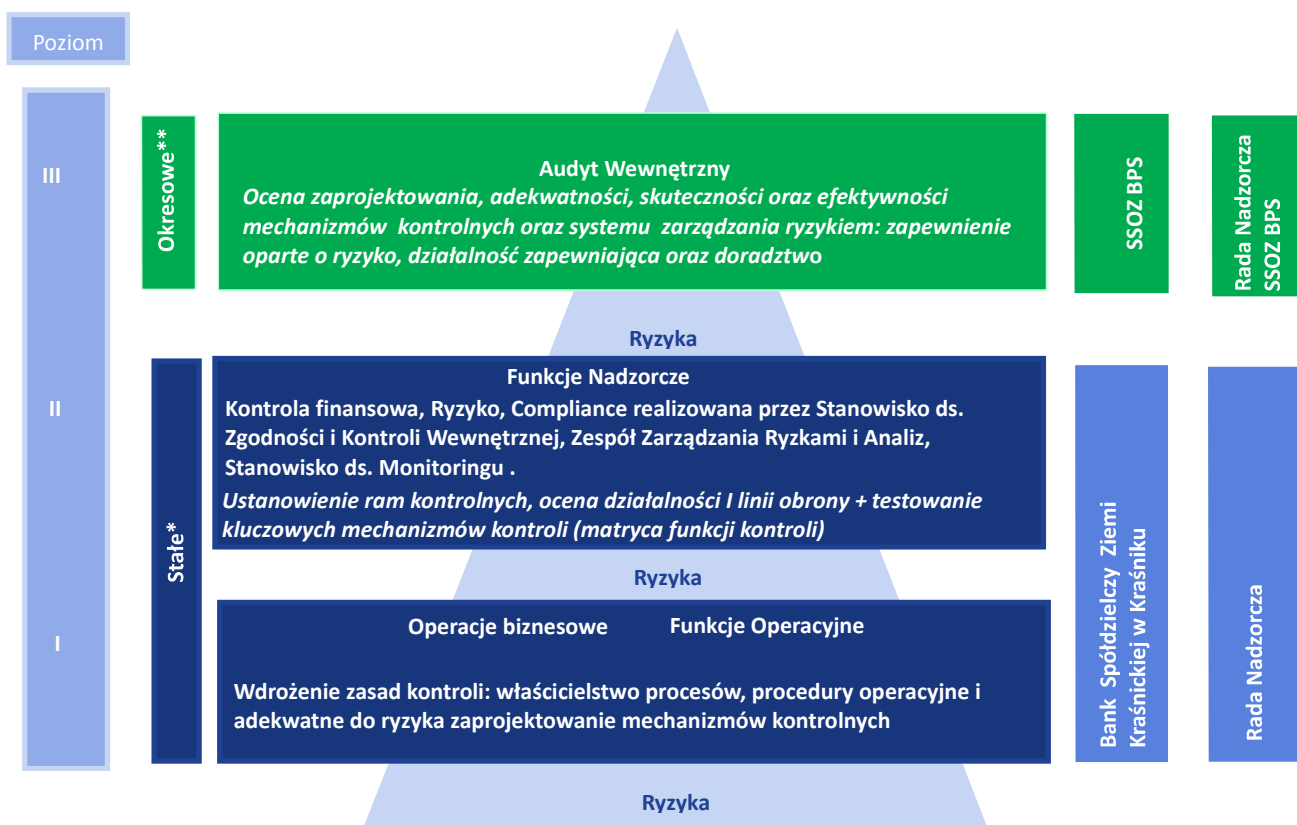 Poziom
III
Okresowe**
Audyt Wewnętrzny
Ocena zaprojektowania, adekwatności, skuteczności oraz efektywności
mechanizmów kontrolnych oraz systemu zarządzania ryzykiem: zapewnienie
oparte o ryzyko, działalność zapewniająca oraz doradztwo
SSOZ BPS
Rada Nadzorcza
SSOZ BPS
Ryzyka
II
Stałe*
Funkcje Nadzorcze
Kontrola finansowa, Ryzyko, Compliance realizowana przez Stanowisko ds.
Zgodności i Kontroli Wewnętrznej, Zespół Zarządzania Ryzkami i Analiz,
Stanowisko ds. Monitoringu .
Ustanowienie ram kontrolnych, ocena działalności I linii obrony + testowanie
kluczowych mechanizmów kontroli (matryca funkcji kontroli)
Ryzyka
I
Operacje biznesowe Funkcje Operacyjne
Wdrożenie zasad kontroli: właścicielstwo procesów, procedury operacyjne i
adekwatne do ryzyka zaprojektowanie mechanizmów kontrolnych
Bank Spółdzielczy Ziemi
Kraśnickiej w Kraśniku
Rada Nadzorcza
Ryzyka